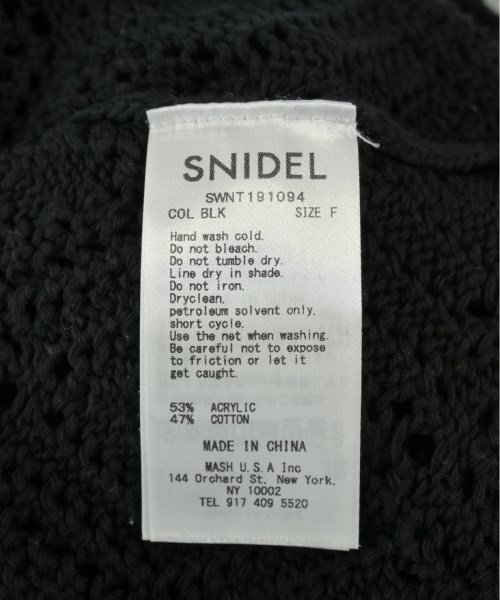 SNIDEL
SWNT191094
COL BLK SIZE F
Hand wash cold.
Do not bleach.
Do not tumble dry.
Line dry in shade.
Do not iron.
Dryclean,
petroleum solvent only,
short cycle.
Use the net when washing.
Be careful not to expose
to friction or let it
get caught.
53% ACRYLIC
47% COTTON
MADE IN CHINA
MASH U.S.A Inc
144 Orchard St, New York,
NY 10002
TEL 917 409 5520